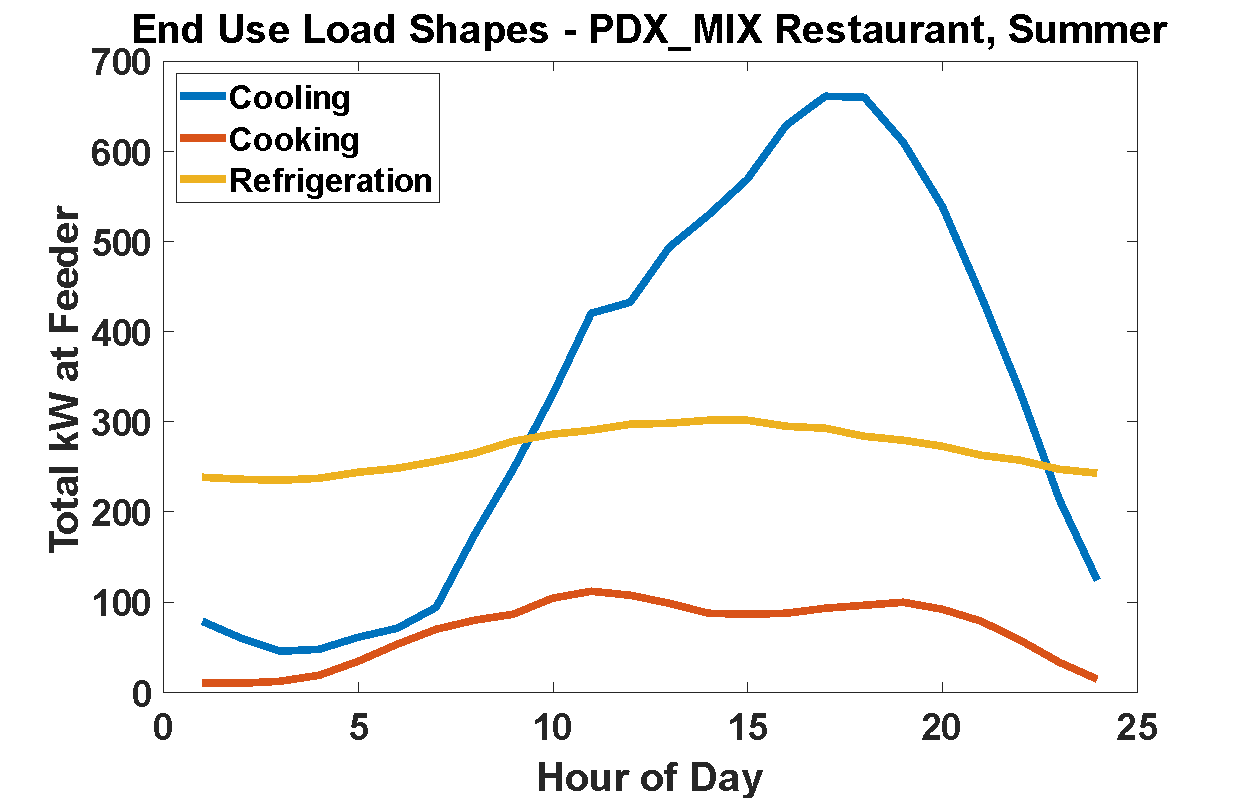 End Use Load Shapes - PDX_MIX Restaurant, Summer
700
600
500
400
300
200
100
0
Total kW at Feeder
Cooling
Cooking
Refrigeration
0 5 10 15 20 25
Hour of Day